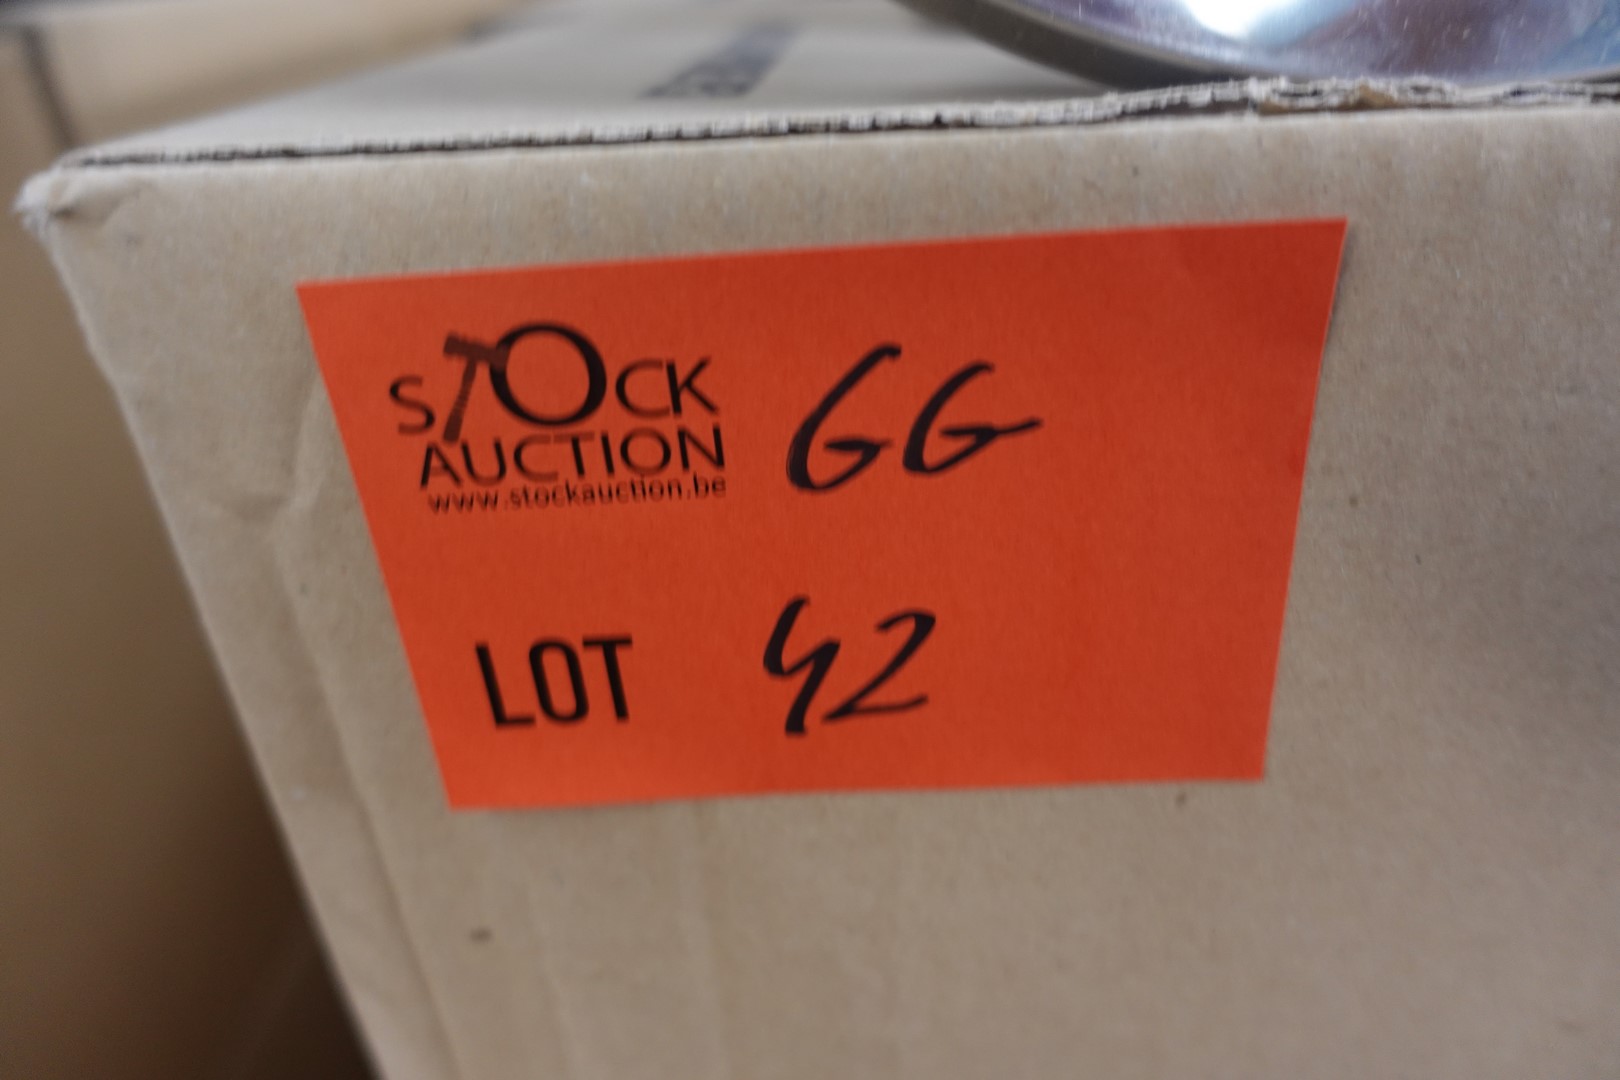 STOCK GG
AUCTION
www.stockauction.be
LOT 42